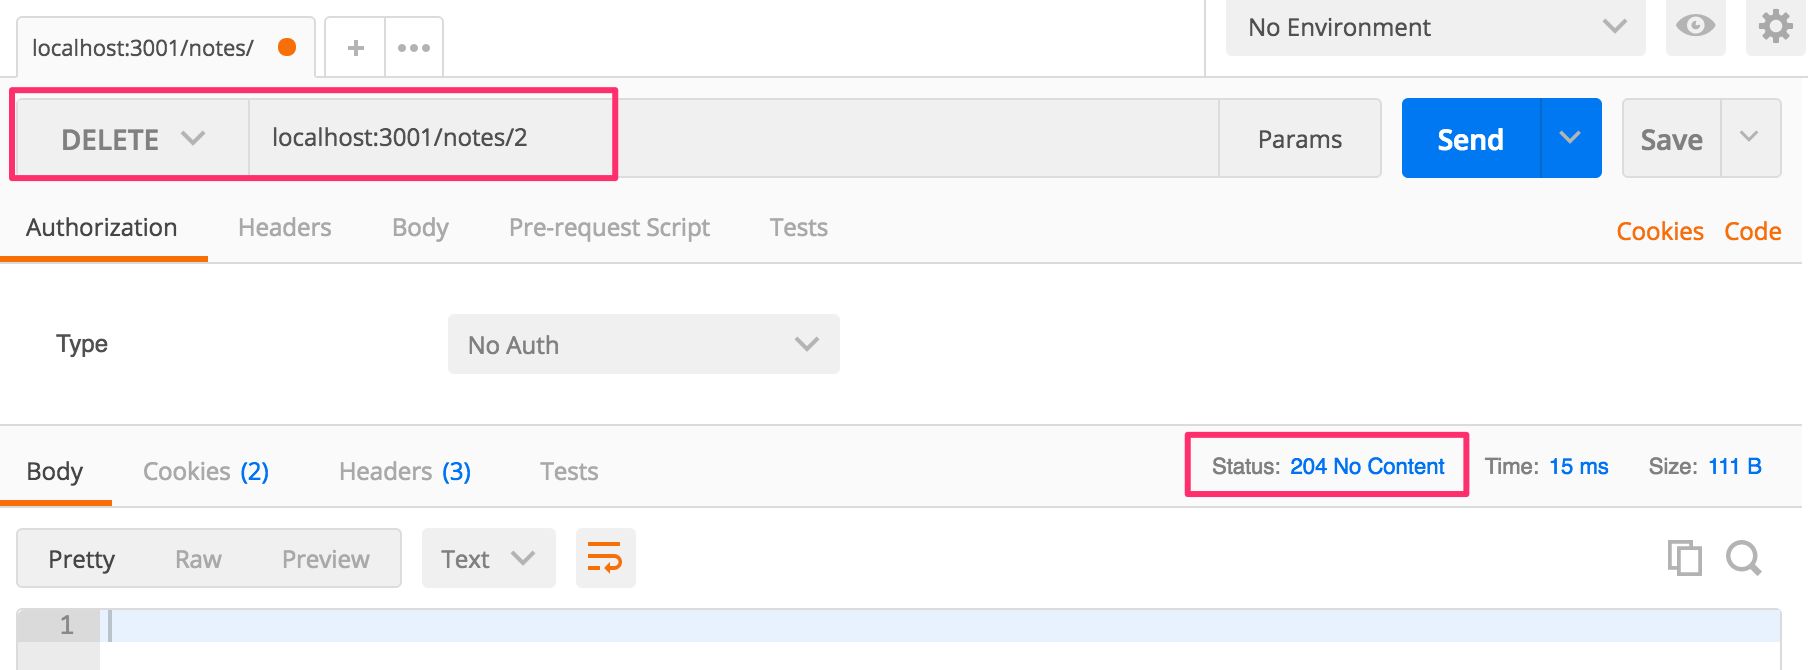 localhost:3001/notes/
+
No Environment
DELETE localhost:3001/notes/2 Params Send Save
Authorization Headers Body Pre-request Script Tests Cookies Code
Type No Auth
Body Cookies (2) Headers (3) Tests Status: 204 No Content Time: 15 ms Size: 111 B
Pretty Raw Preview Text
1